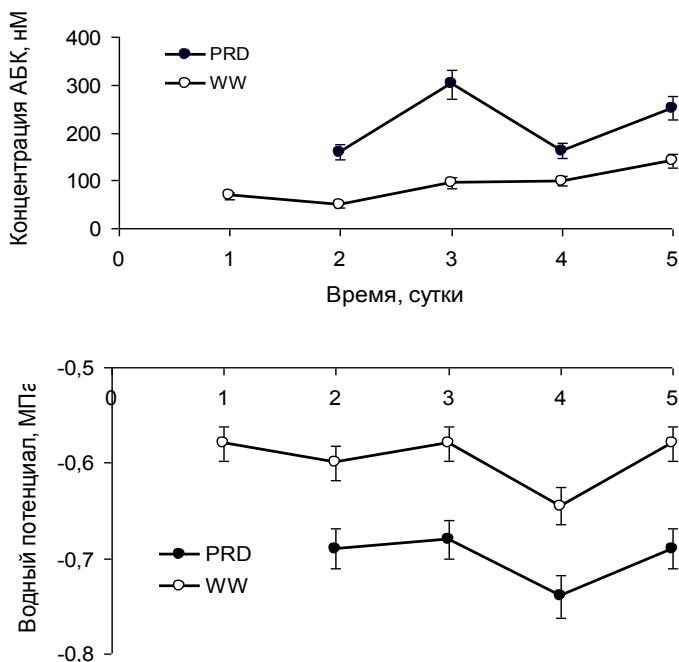 Концентрация АБК, нМ
400
300
200
100
0
PRD
WW
0 1 2 3 4 5
Время, сутки
Водный потенциал, МПа
-0,5
-0,6
-0,7
-0,8
0 1 2 3 4 5
PRD
WW